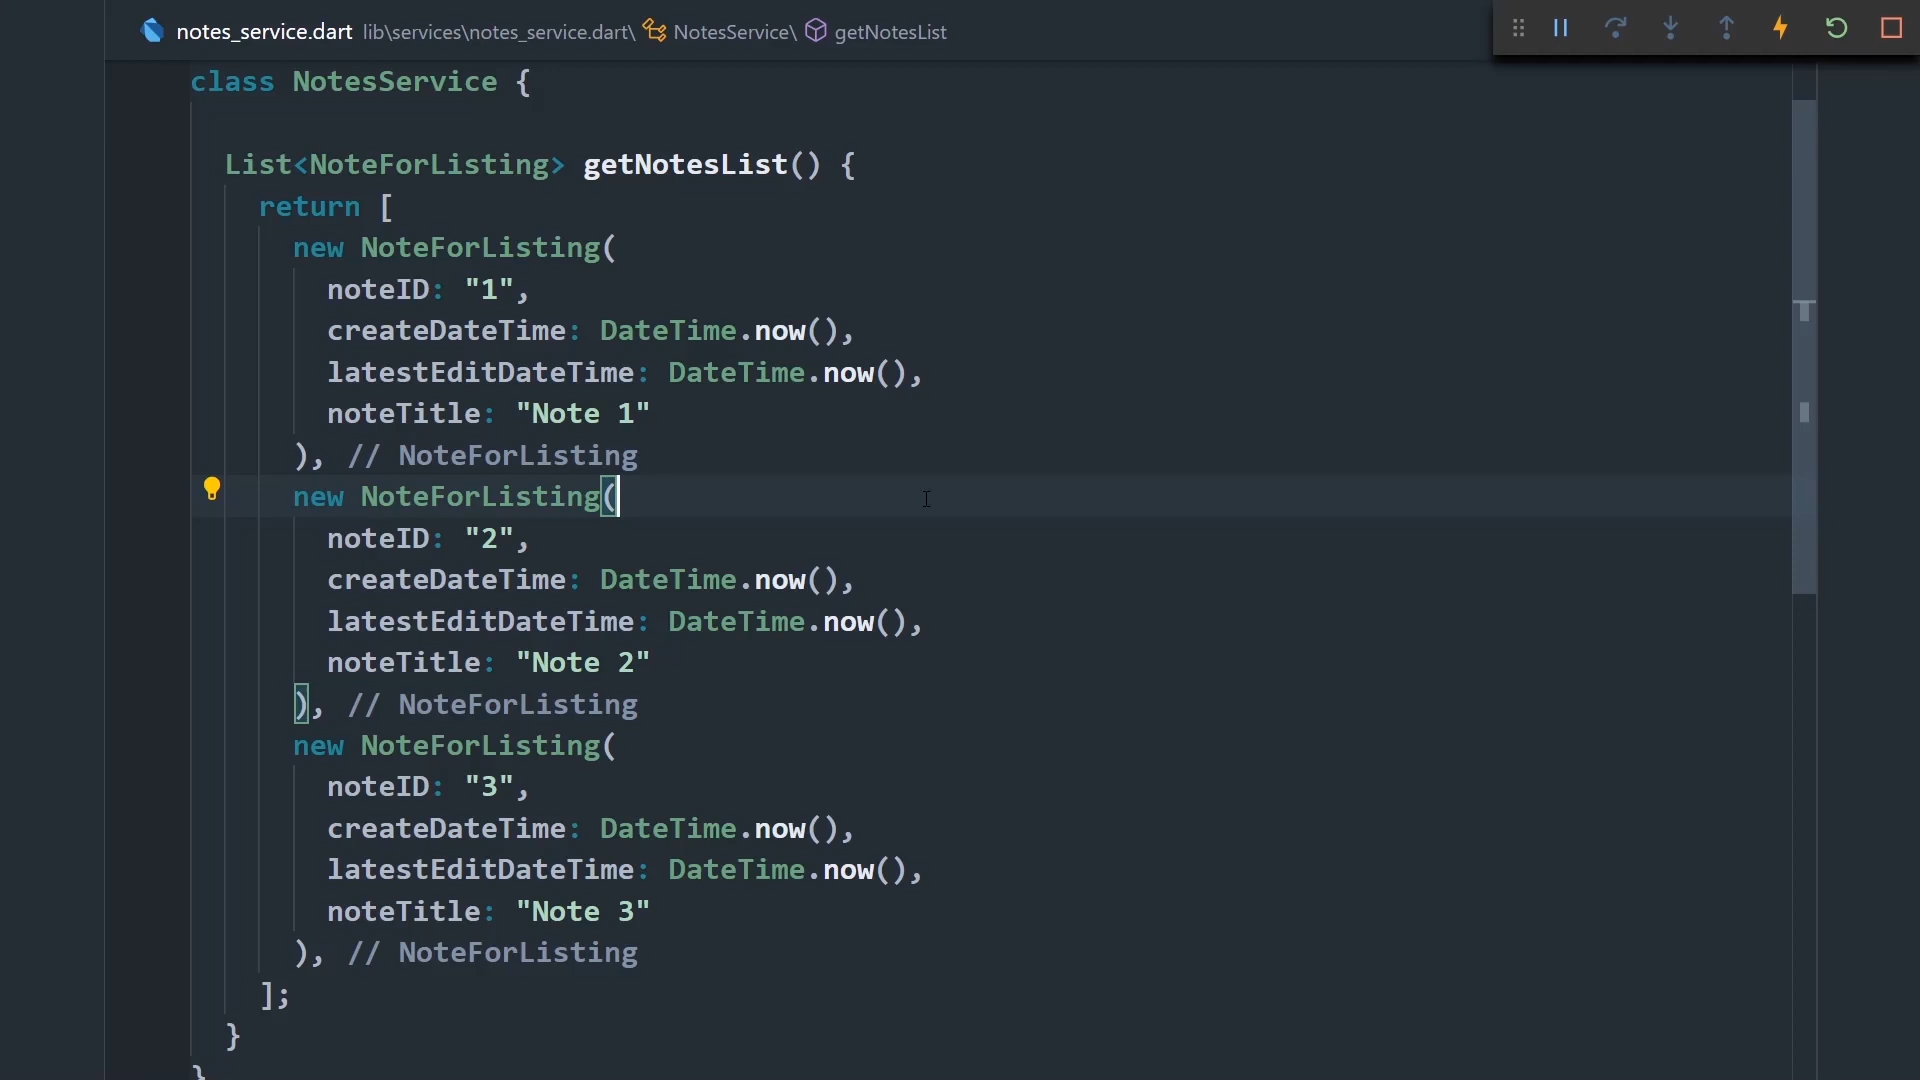 notes_service.dart lib\services\notes_service.dart\ NotesService\ getNotesList
class NotesService {
List<NoteForListing> getNotesList() {
return [
new NoteForListing(
noteID: "1",
createDateTime: DateTime.now(),
latestEditDateTime: DateTime.now(),
noteTitle: "Note 1"
), // NoteForListing
new NoteForListing(
noteID: "2",
createDateTime: DateTime.now(),
latestEditDateTime: DateTime.now(),
noteTitle: "Note 2"
), // NoteForListing
new NoteForListing(
noteID: "3",
createDateTime: DateTime.now(),
latestEditDateTime: DateTime.now(),
noteTitle: "Note 3"
), // NoteForListing
];
}
}